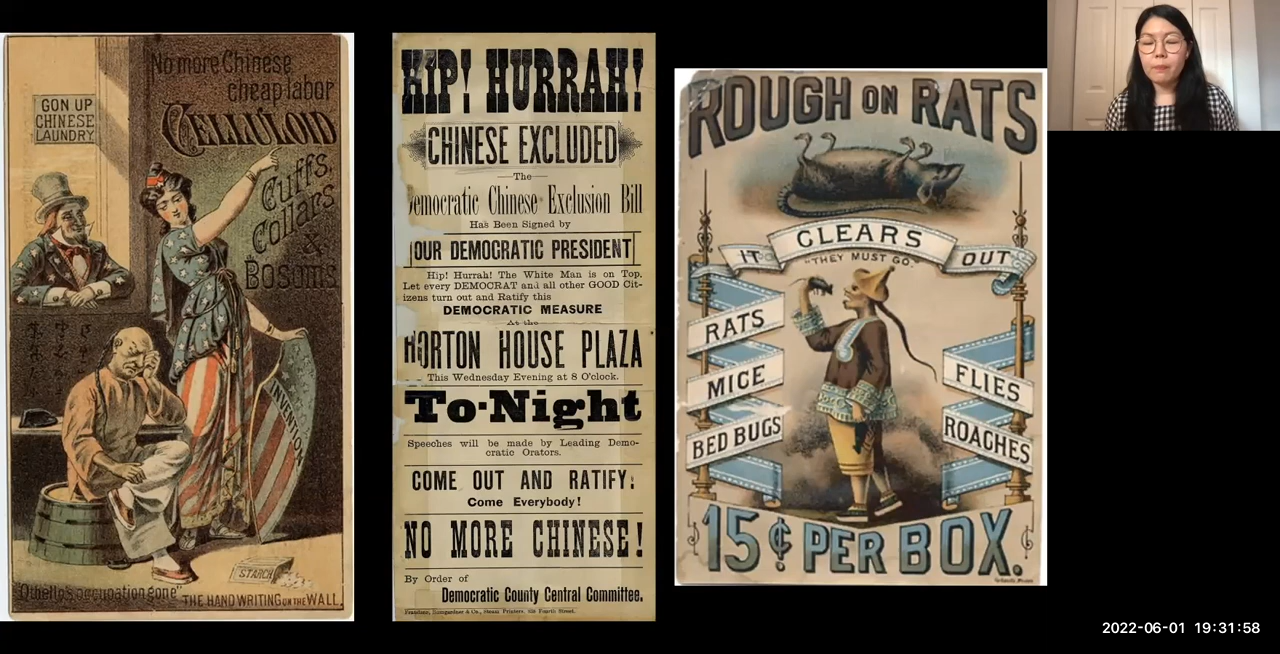 No more Chinese
cheap labor
CELLULOID
Cuffs,
Collars
&
Bosoms
GON UP
CHINESE
LAUNDRY
INVENTION
STARCH
"Othello's occupation gone"
THE HAND WRITING ON THE WALL.
HIP! HURRAH!
CHINESE EXCLUDED
The
Democratic Chinese Exclusion Bill
Has Been Signed by
OUR DEMOCRATIC PRESIDENT
Hip! Hurrah! The White Man is on Top.
Let every DEMOCRAT and all other GOOD Cit-
izens turn out and Ratify this
DEMOCRATIC MEASURE
At the
HORTON HOUSE PLAZA
This Wednesday Evening at 8 O'clock.
To-Night
Speeches will be made by Leading Demo-
cratic Orators.
COME OUT AND RATIFY!
Come Everybody!
NO MORE CHINESE!
By Order of
Democratic County Central Committee.
ROUGH ON RATS
IT CLEARS OUT
"THEY MUST GO."
RATS
MICE
BED BUGS
FLIES
ROACHES
15¢ PER BOX.
2022-06-01 19:31:58